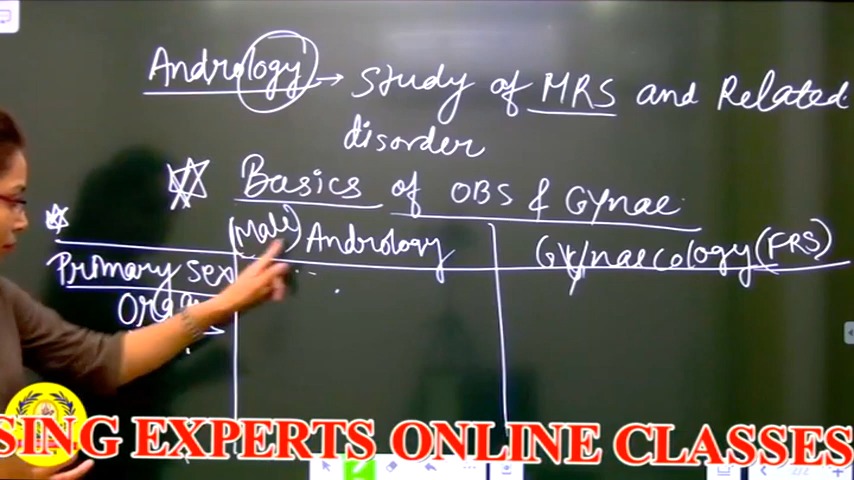 Andrology → Study of MRS and Related
disorder
Basics of OBS & Gynae
(Male) Andrology
Gynaecology (FRS)
Primary Sex
Organ
SING EXPERTS ONLINE CLASSES